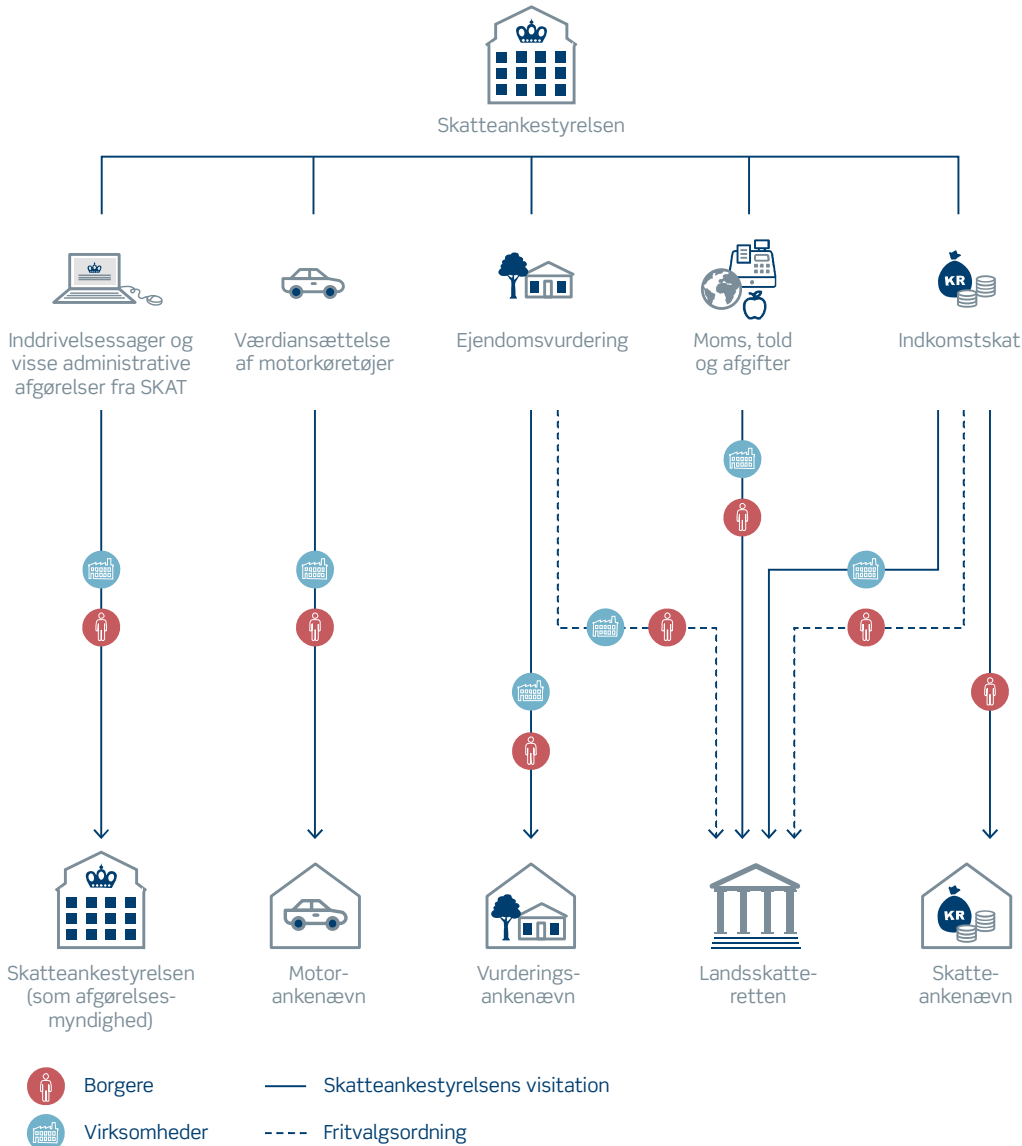 Skatteankestyrelsen
Inddrivelsessager og
visse administrative
afgørelser fra SKAT
Værdiansættelse
af motorkøretøjer
Ejendomsvurdering
Moms, told
og afgifter
KR
Indkomstskat
Skatteankestyrelsen
(som afgørelses-
myndighed)
Motor-
ankenævn
Vurderings-
ankenævn
Landsskatte-
retten
KR
Skatte-
ankenævn
Borgere
Skatteankestyrelsens visitation
Virksomheder
Fritvalgsordning